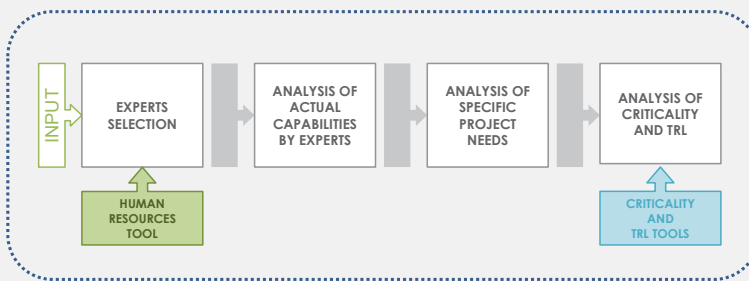 INPUT
EXPERTS
SELECTION
ANALYSIS OF
ACTUAL
CAPABILITIES
BY EXPERTS
ANALYSIS OF
SPECIFIC
PROJECT
NEEDS
ANALYSIS OF
CRITICALITY
AND TRL
HUMAN
RESOURCES
TOOL
CRITICALITY
AND
TRL TOOLS